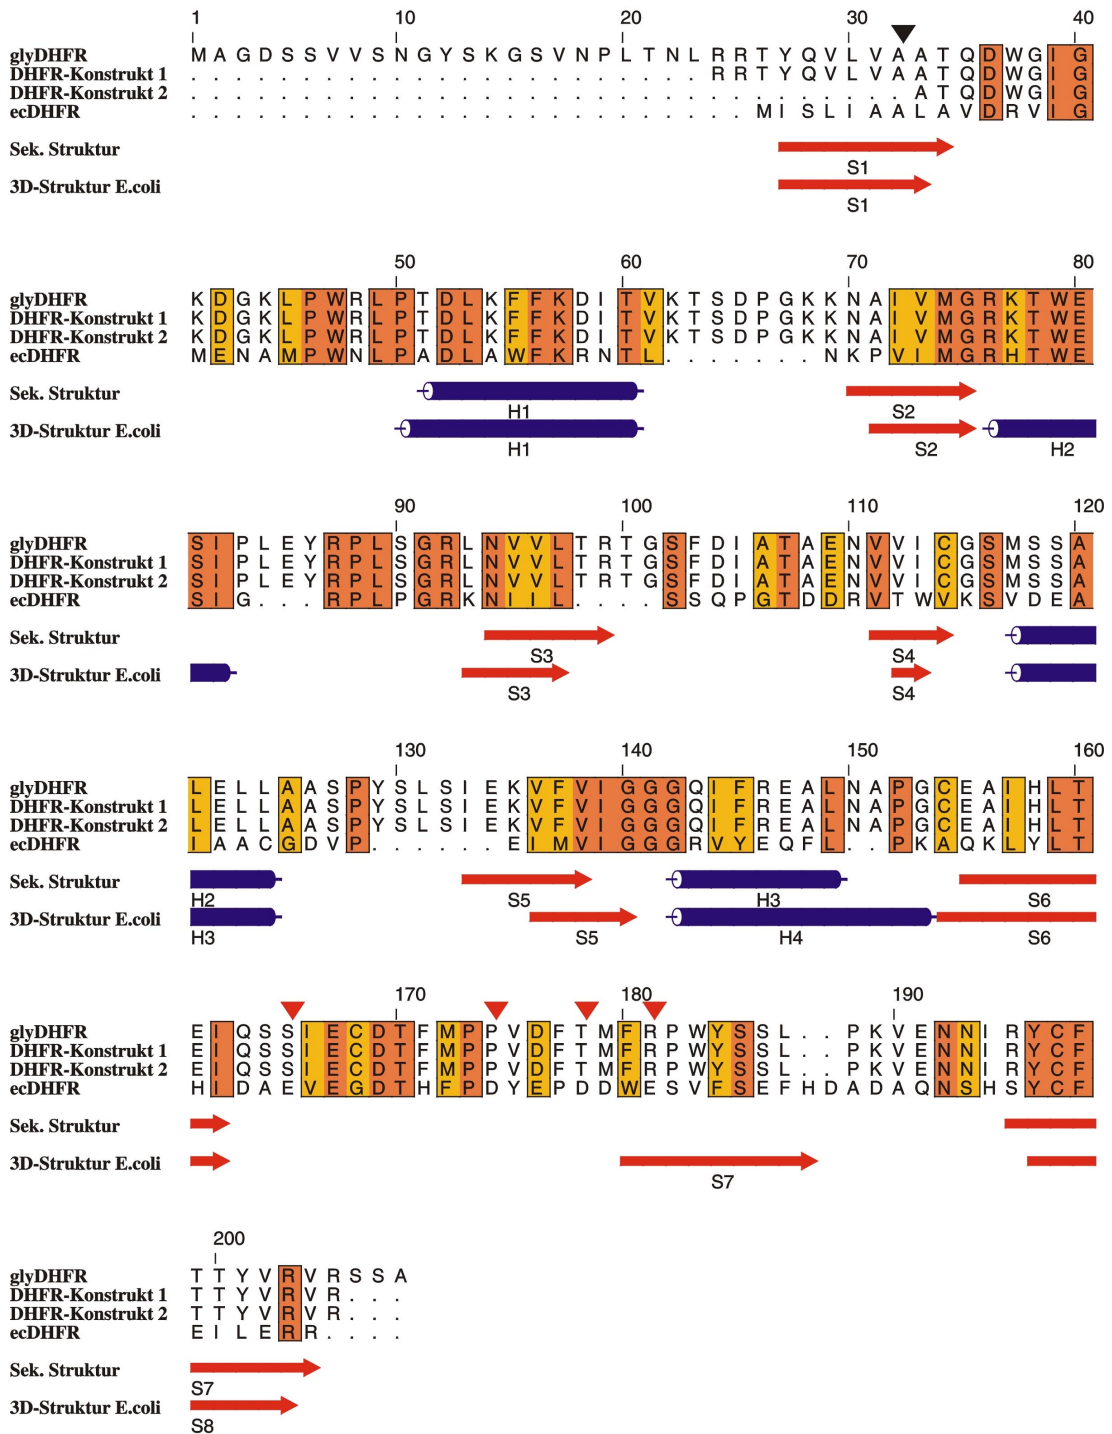 1 10 20 30 40
glyDHFR M A G D S S V V S N G Y S K G S V N P L T N L R R T Y Q V L V A A T Q D W G I G
DHFR-Konstrukt 1 . . . . . . . . . . . . . . . . . . . . . . . R R T Y Q V L V A A T Q D W G I G
DHFR-Konstrukt 2 . . . . . . . . . . . . . . . . . . . . . . . . . . . . . . . . A T Q D W G I G
ecDHFR . . . . . . . . . . . . . . . . . . . . . . . . . M I S L I A A L A V D R V I G
Sek. Struktur S1
3D-Struktur E.coli S1
50 60 70 80
glyDHFR K D G K L P W R L P T D L K F F K D I T V K T S D P G K K N A I V M G R K T W E
DHFR-Konstrukt 1 K D G K L P W R L P T D L K F F K D I T V K T S D P G K K N A I V M G R K T W E
DHFR-Konstrukt 2 K D G K L P W R L P T D L K F F K D I T V K T S D P G K K N A I V M G R K T W E
ecDHFR M E N A M P W N L P A D L A W F K R N T L . . . . . . . N K P V I M G R H T W E
Sek. Struktur H1 S2
3D-Struktur E.coli H1 S2 H2
90 100 110 120
glyDHFR S I P L E Y R P L S G R L N V V L T R T G S F D I A T A E N V V I C G S M S S A
DHFR-Konstrukt 1 S I P L E Y R P L S G R L N V V L T R T G S F D I A T A E N V V I C G S M S S A
DHFR-Konstrukt 2 S I P L E Y R P L S G R L N V V L T R T G S F D I A T A E N V V I C G S M S S A
ecDHFR S I G . . . R P L P G R K N I I L . . . . S S Q P G T D D R V T W V K S V D E A
Sek. Struktur S3 S4
3D-Struktur E.coli S3 S4
130 140 150 160
glyDHFR L E L L A A S P Y S L S I E K V F V I G G G Q I F R E A L N A P G C E A I H L T
DHFR-Konstrukt 1 L E L L A A S P Y S L S I E K V F V I G G G Q I F R E A L N A P G C E A I H L T
DHFR-Konstrukt 2 L E L L A A S P Y S L S I E K V F V I G G G Q I F R E A L N A P G C E A I H L T
ecDHFR I A A C G D V P . . . . . . E I M V I G G G R V Y E Q F L . . P K A Q K L Y L T
Sek. Struktur H2 S5 H3 S6
3D-Struktur E.coli H3 S5 H4 S6
170 180 190
glyDHFR E I Q S S I E C D T F M P P V D F T M F R P W Y S S L . . P K V E N N I R Y C F
DHFR-Konstrukt 1 E I Q S S I E C D T F M P P V D F T M F R P W Y S S L . . P K V E N N I R Y C F
DHFR-Konstrukt 2 E I Q S S I E C D T F M P P V D F T M F R P W Y S S L . . P K V E N N I R Y C F
ecDHFR H I D A E V E G D T H F P D Y E P D D W E S V F S E F H D A D A Q N S H S Y C F
Sek. Struktur
3D-Struktur E.coli S7
200
glyDHFR T T Y V R V R S S A
DHFR-Konstrukt 1 T T Y V R V R . . .
DHFR-Konstrukt 2 T T Y V R V R . . .
ecDHFR E I L E R R . . . .
Sek. Struktur S7
3D-Struktur E.coli S8